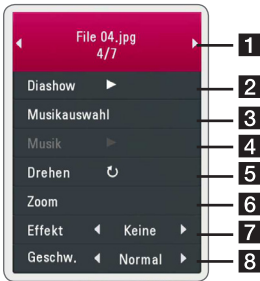 File 04.jpg
4/7
1
Diashow
2
Musikauswahl
3
Musik
4
Drehen
5
Zoom
6
Effekt Keine
7
Geschw. Normal
8